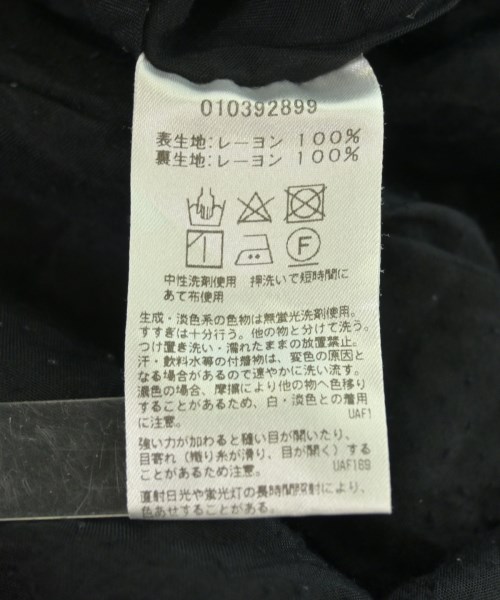 010392899
表生地:レーヨン 100%
裏生地:レーヨン 100%
F
中性洗剤使用 押洗いで短時間に
あて布使用
生成・淡色系の色物は無蛍光洗剤使用。
すすぎは十分行う。他の物と分けて洗う。
つけ置き洗い・濡れたままの放置禁止。
汗・飲料水等の付着物は、変色の原因と
なる場合があるので速やかに洗い流す。
濃色の場合、摩擦により他の物へ色移り
することがあるため、白・淡色との着用
に注意。
UAF1
強い力が加わると縫い目が開いたり、
目寄れ（織り糸が滑り、目が開く）する
ことがあるため注意。
UAF169
直射日光や蛍光灯の長時間照射により、
色あせすることがある。